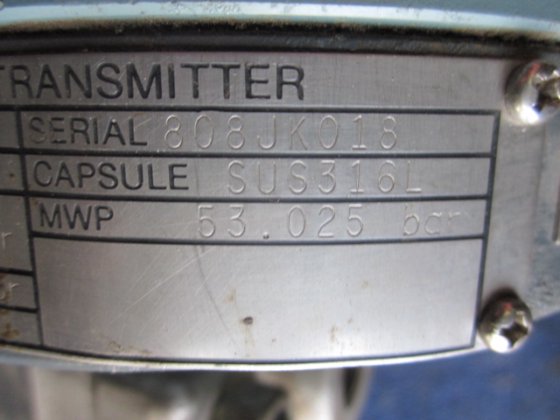 TRANSMITTER
SERIAL 808JK018
CAPSULE SUS316L
MWP 53.025 bar